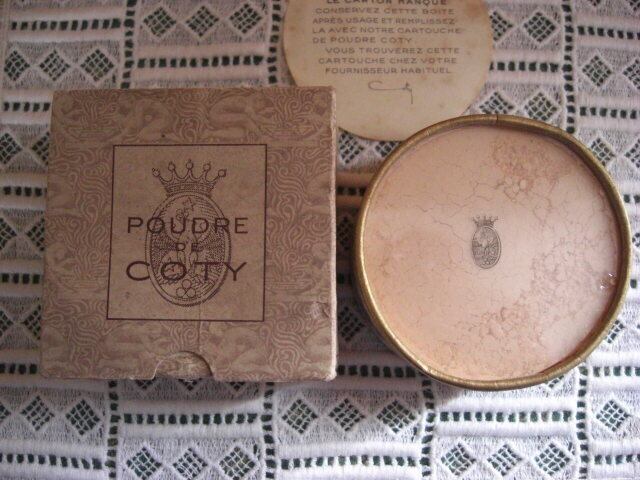 LE CARTON MANQUE
CONSERVEZ CETTE BOITE
APRÈS USAGE ET REMPLISSEZ-
LA AVEC NOTRE CARTOUCHE
DE POUDRE COTY
VOUS TROUVEREZ CETTE
CARTOUCHE CHEZ VOTRE
FOURNISSEUR HABITUEL
Coty
POUDRE
DE
COTY